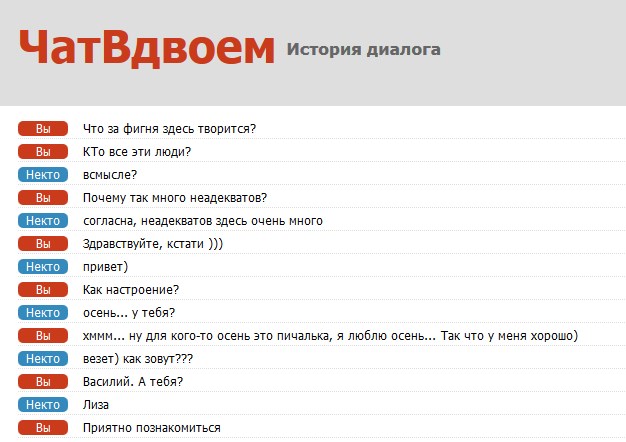 ЧатВдвоем История диалога
Вы Что за фигня здесь творится?
Вы КТо все эти люди?
Некто всмысле?
Вы Почему так много неадекватов?
Некто согласна, неадекватов здесь очень много
Вы Здравствуйте, кстати )))
Некто привет)
Вы Как настроение?
Некто осень... у тебя?
Вы хммм... ну для кого-то осень это пичалька, я люблю осень... Так что у меня хорошо)
Некто везет) как зовут???
Вы Василий. А тебя?
Некто Лиза
Вы Приятно познакомиться